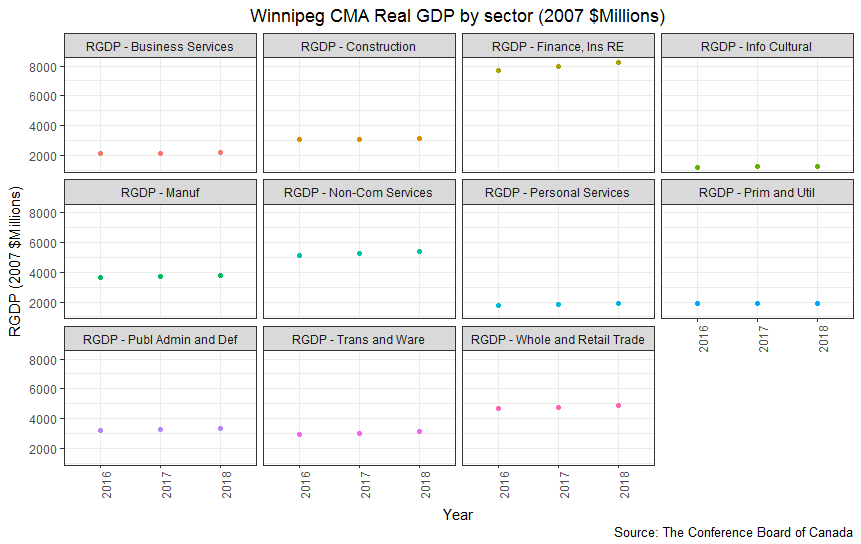 Winnipeg CMA Real GDP by sector (2007 $Millions)
RGDP - Business Services
RGDP - Construction
RGDP - Finance, Ins RE
RGDP - Info Cultural
8000
6000
4000
2000
RGDP - Manuf
RGDP - Non-Com Services
RGDP - Personal Services
RGDP - Prim and Util
8000
6000
4000
2000
RGDP (2007 $Millions)
2016
2017
2018
RGDP - Publ Admin and Def
RGDP - Trans and Ware
RGDP - Whole and Retail Trade
8000
6000
4000
2000
2016
2017
2018
2016
2017
2018
2016
2017
2018
Year
Source: The Conference Board of Canada